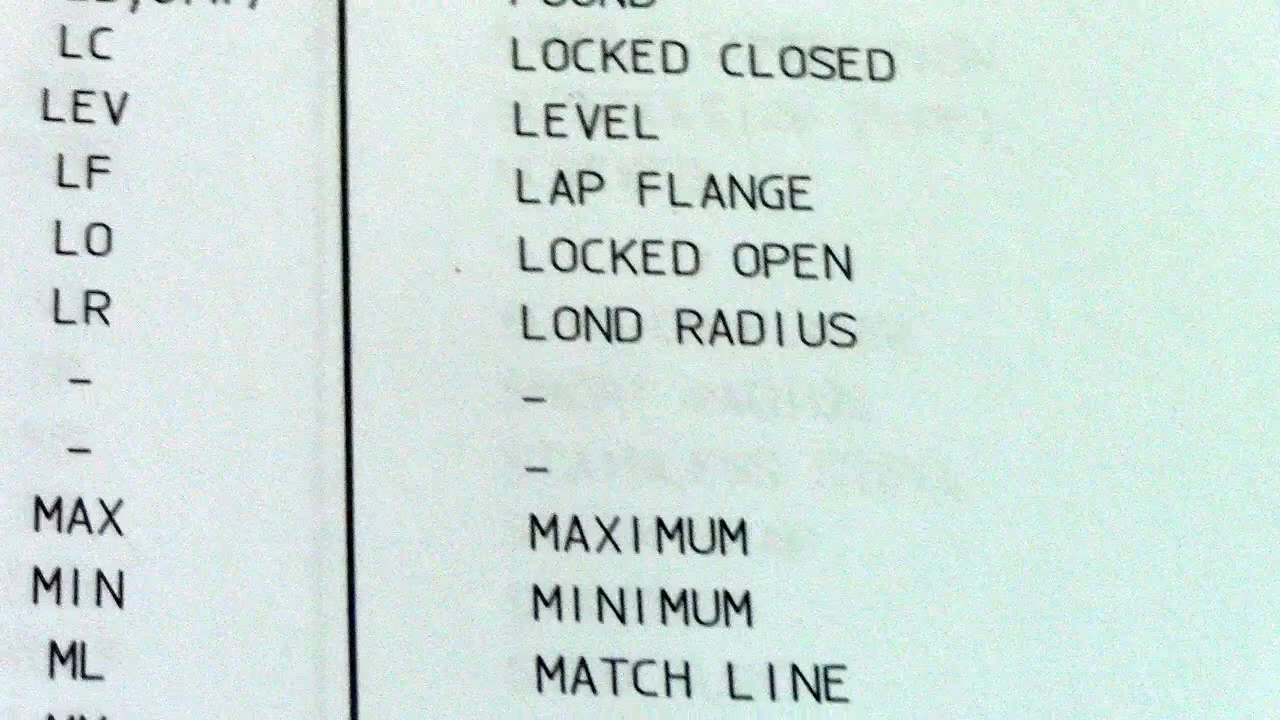 LC LOCKED CLOSED
LEV LEVEL
LF LAP FLANGE
LO LOCKED OPEN
LR LOND RADIUS
- -
- -
MAX MAXIMUM
MIN MINIMUM
ML MATCH LINE